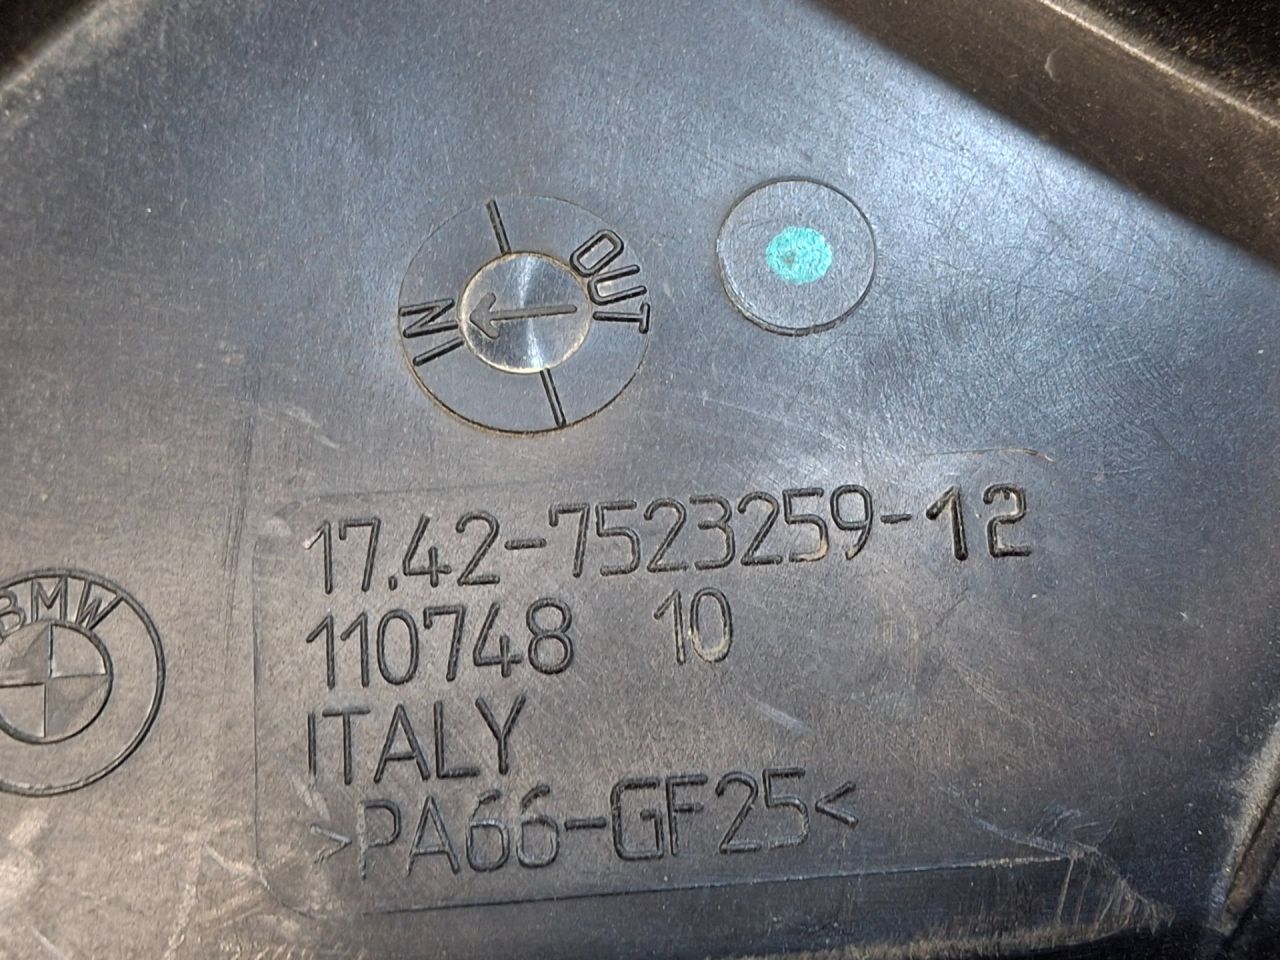 IN OUT
17.42-7523259-12
110748 10
BMW
ITALY
>PA66-GF25<